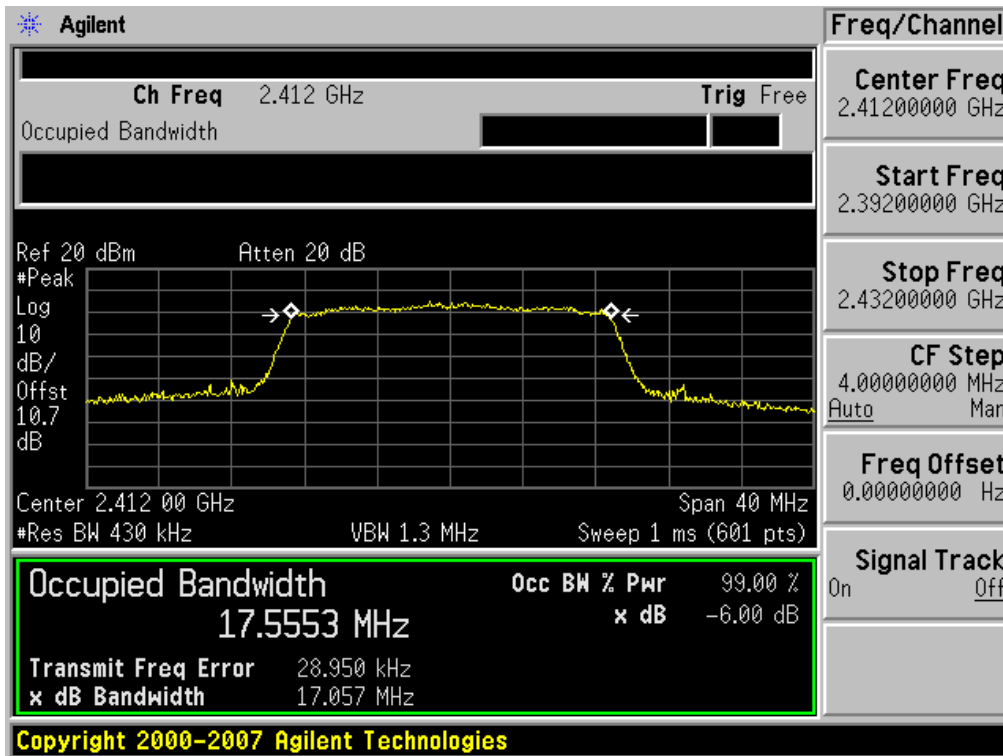 Agilent
Freq/Channel
Ch Freq 2.412 GHz Trig Free
Occupied Bandwidth
Center Freq
2.41200000 GHz
Start Freq
2.39200000 GHz
Stop Freq
2.43200000 GHz
CF Step
4.00000000 MHz
Auto Man
Freq Offset
0.00000000 Hz
Signal Track
On Off
Ref 20 dBm Atten 20 dB
#Peak
Log
10
dB/
Offst
10.7
dB
Center 2.412 00 GHz Span 40 MHz
#Res BW 430 kHz VBW 1.3 MHz Sweep 1 ms (601 pts)
Occupied Bandwidth Occ BW % Pwr 99.00 %
17.5553 MHz x dB -6.00 dB
Transmit Freq Error 28.950 kHz
x dB Bandwidth 17.057 MHz
Copyright 2000-2007 Agilent Technologies